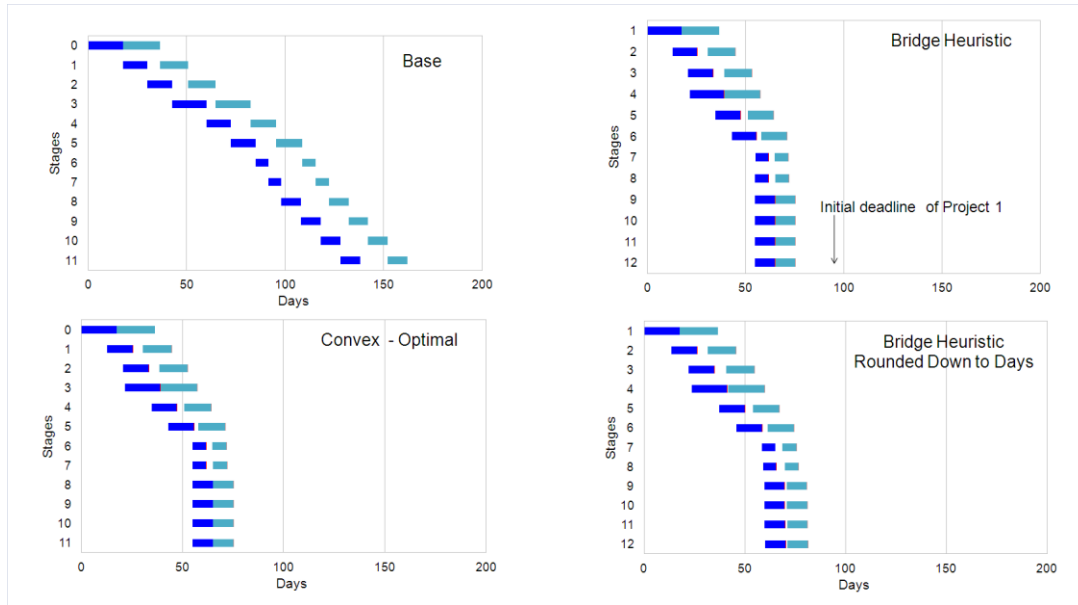 Base
Stages
0
1
2
3
4
5
6
7
8
9
10
11
0 50 100 150 200
Days
Bridge Heuristic
Initial deadline of Project 1
Stages
1
2
3
4
5
6
7
8
9
10
11
12
0 50 100 150 200
Days
Convex - Optimal
Stages
0
1
2
3
4
5
6
7
8
9
10
11
0 50 100 150 200
Days
Bridge Heuristic
Rounded Down to Days
Stages
1
2
3
4
5
6
7
8
9
10
11
12
0 50 100 150 200
Days